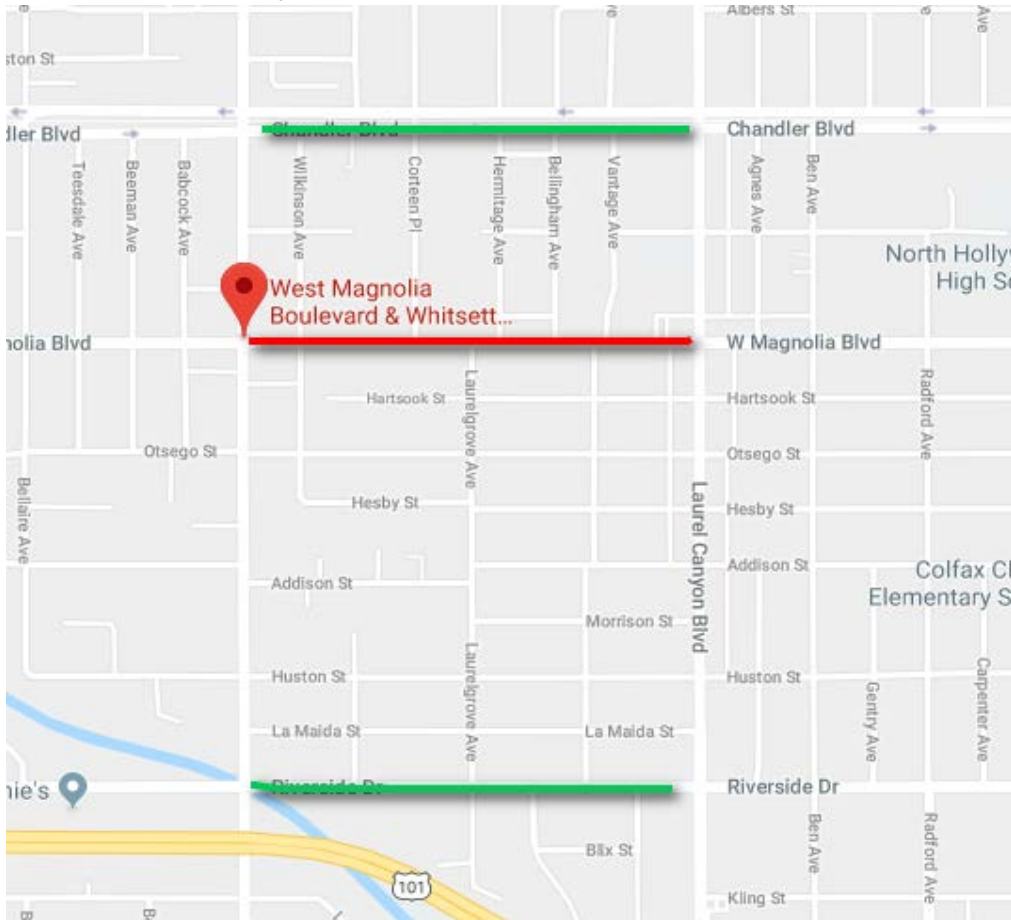 Albers St
Ave
ston St
dler Blvd
Chandler Blvd
Chandler Blvd
Teesdale Ave
Beeman Ave
Babcock Ave
Wilkinson Ave
Corteen Pl
Hermitage Ave
Bellingham Ave
Vantage Ave
Agnes Ave
Ben Ave
North Hollyw
High Sc
West Magnolia
Boulevard & Whitsett...
nolia Blvd
W Magnolia Blvd
Hartsook St
Laurelgrove Ave
Hartsook St
Radford Ave
Otsego St
Otsego St
Bellaire Ave
Hesby St
Laurel Canyon Blvd
Hesby St
Addison St
Addison St
Colfax Ch
Elementary S
Morrison St
Huston St
Laurelgrove Ave
Huston St
Gentry Ave
Carpenter Ave
La Maida St
La Maida St
nie's
Riverside Dr
Riverside Dr
Ben Ave
Radford Ave
Blix St
101
Kling St